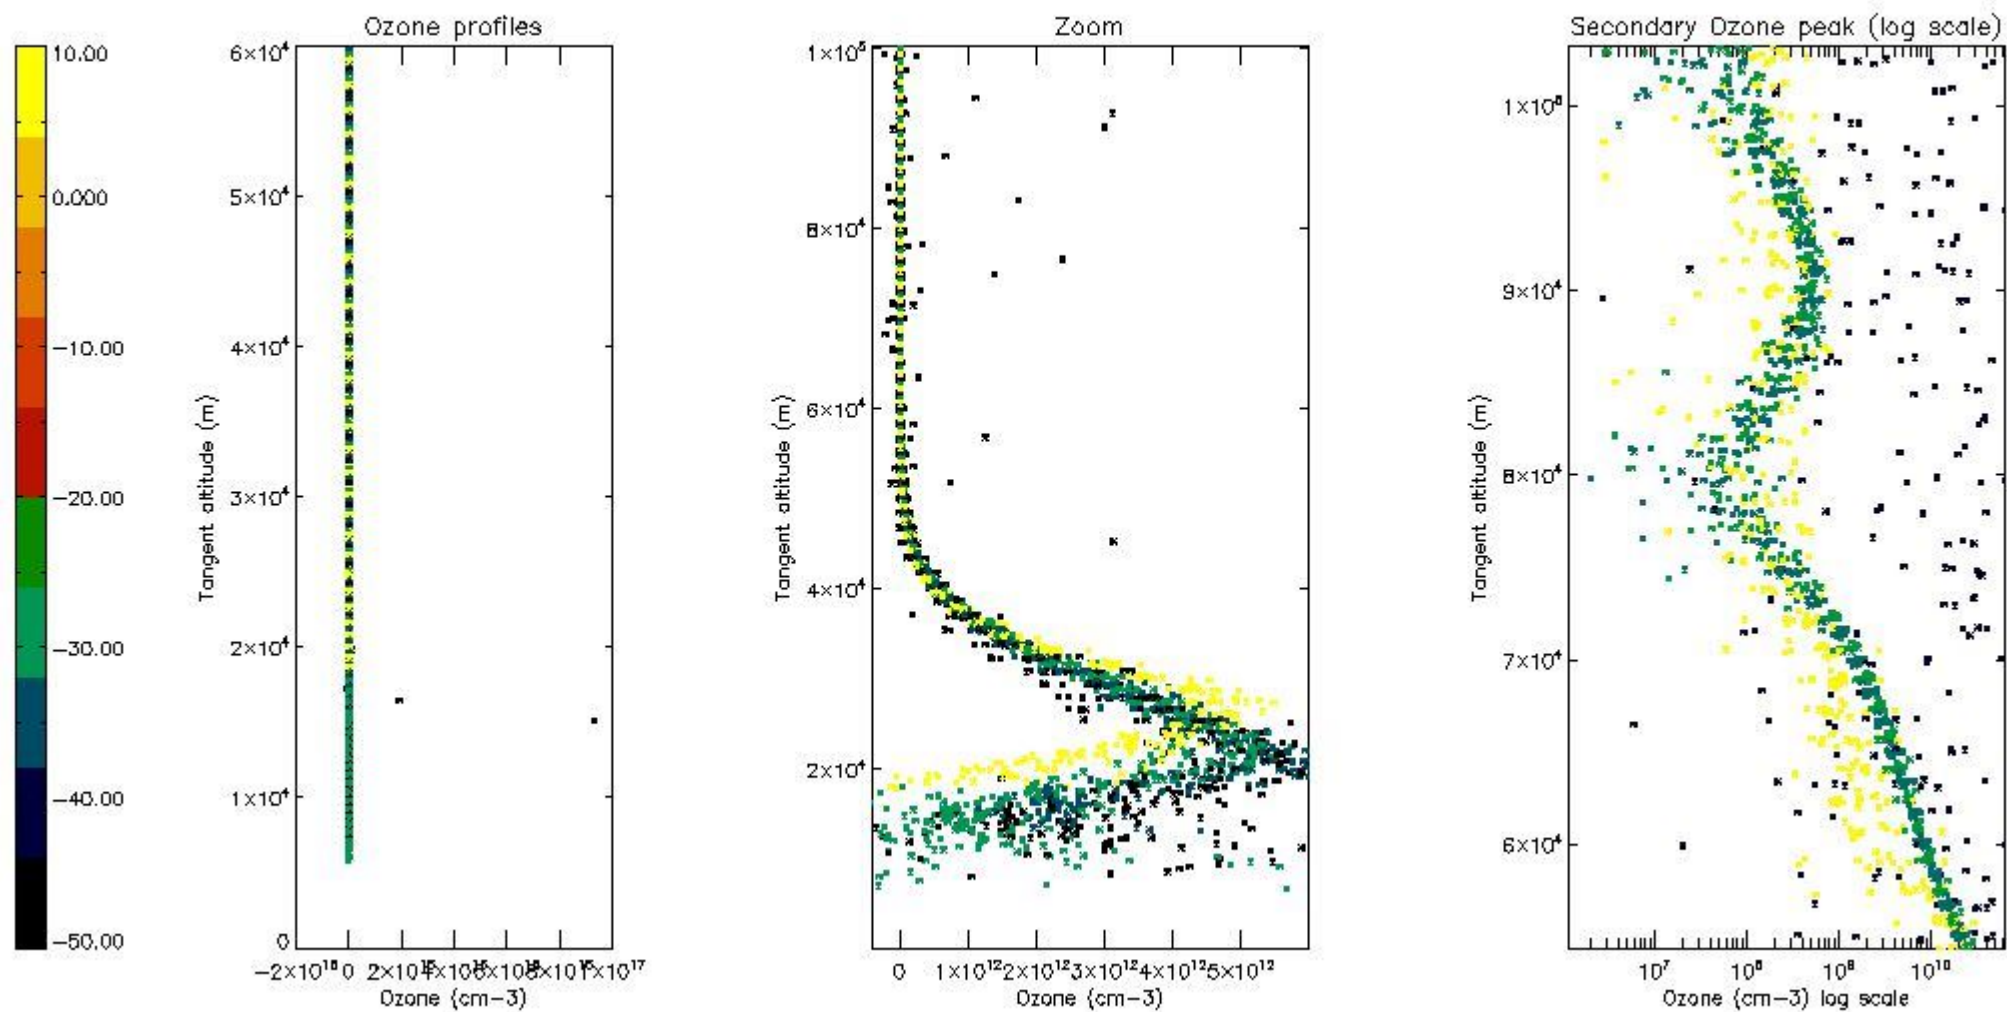 Ozone profiles
Zoom
Secondary Ozone peak (log scale)
10.00
0.000
−10.00
−20.00
−30.00
−40.00
−50.00
6×10⁴
5×10⁴
4×10⁴
3×10⁴
2×10⁴
1×10⁴
0
Tangent altitude (m)
−2×10¹⁶ 0
Ozone (cm−3)
1×10⁵
8×10⁴
6×10⁴
4×10⁴
2×10⁴
Tangent altitude (m)
0 1×10¹² 2×10¹² 3×10¹² 4×10¹² 5×10¹²
Ozone (cm−3)
9×10⁴
8×10⁴
7×10⁴
6×10⁴
Tangent altitude (m)
10⁷ 10⁸ 10⁹ 10¹⁰
Ozone (cm−3) log scale